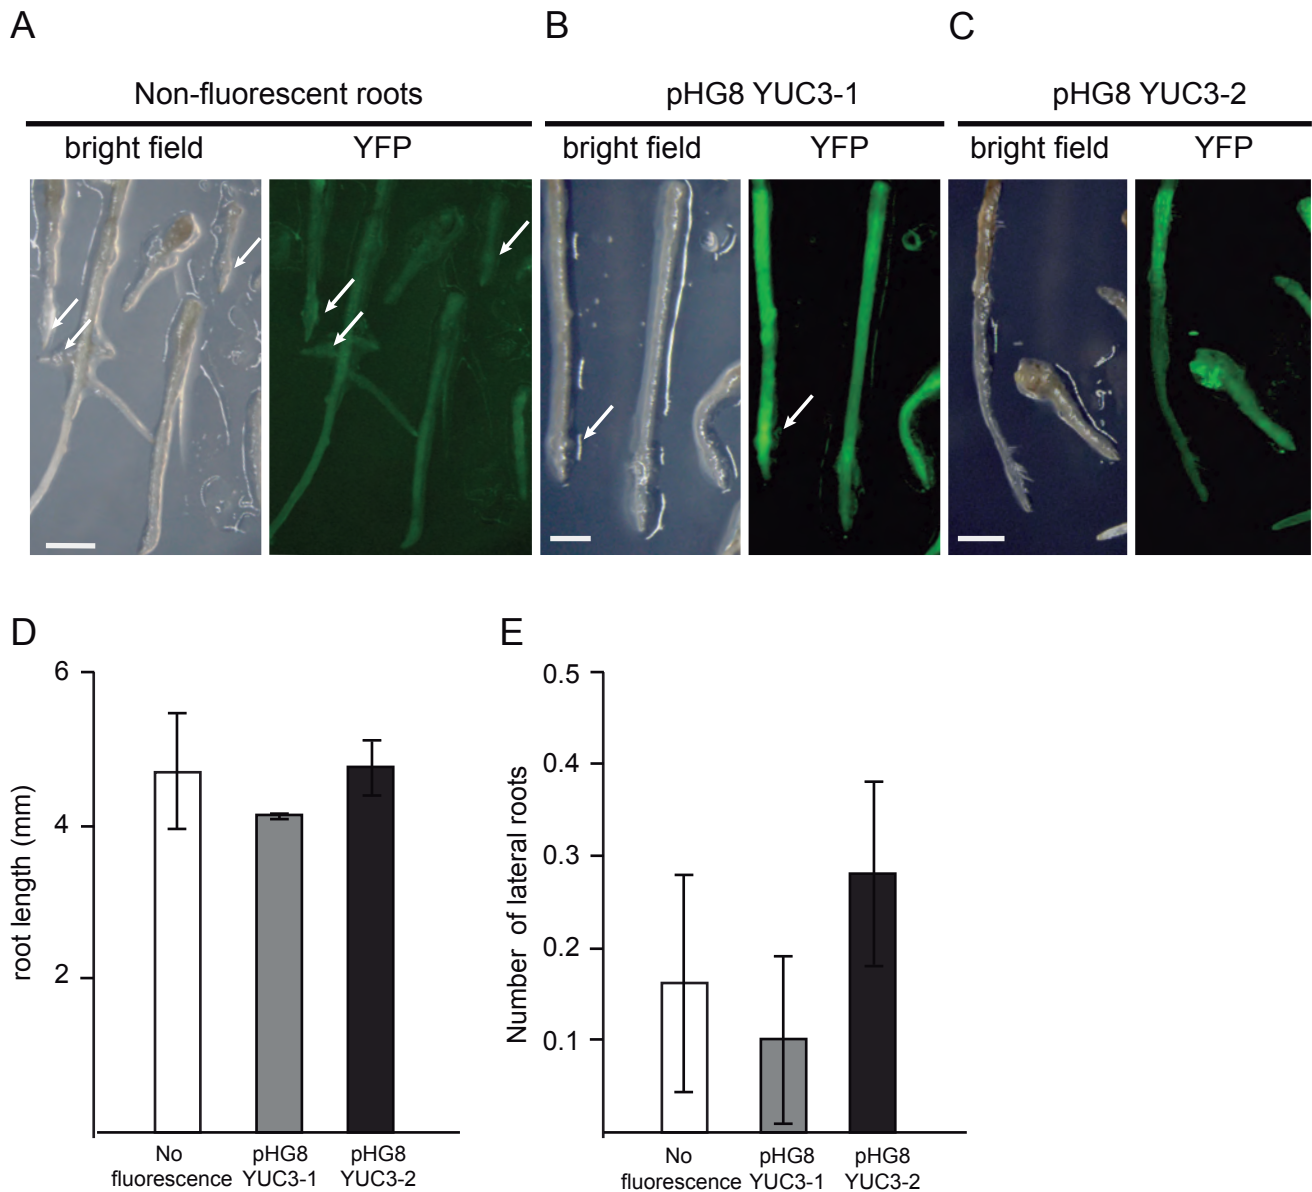 A
B
C
Non-fluorescent roots
pHG8 YUC3-1
pHG8 YUC3-2
bright field
YFP
bright field
YFP
bright field
YFP
D
E
6
4
2
root length (mm)
No fluorescence
pHG8 YUC3-1
pHG8 YUC3-2
0.5
0.4
0.3
0.2
0.1
Number of lateral roots
No fluorescence
pHG8 YUC3-1
pHG8 YUC3-2